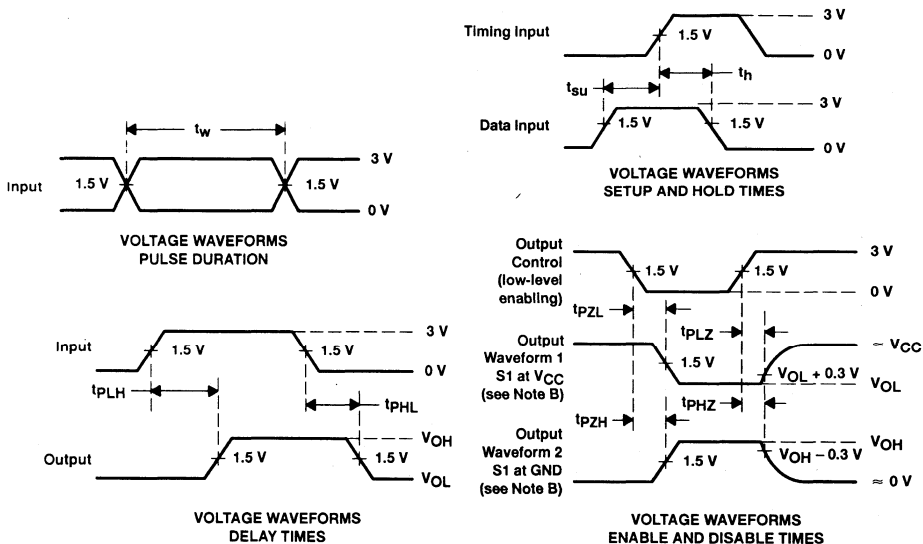 t_w
Input
1.5 V
1.5 V
3 V
0 V
VOLTAGE WAVEFORMS
PULSE DURATION
Timing Input
1.5 V
3 V
0 V
t_su
t_h
Data Input
1.5 V
1.5 V
3 V
0 V
VOLTAGE WAVEFORMS
SETUP AND HOLD TIMES
Input
1.5 V
1.5 V
3 V
0 V
t_PLH
t_PHL
Output
1.5 V
1.5 V
V_OH
V_OL
VOLTAGE WAVEFORMS
DELAY TIMES
Output
Control
(low-level
enabling)
1.5 V
1.5 V
3 V
0 V
t_PZL
t_PLZ
Output
Waveform 1
S1 at V_CC
(see Note B)
1.5 V
V_OL + 0.3 V
≈ V_CC
V_OL
t_PZH
t_PHZ
Output
Waveform 2
S1 at GND
(see Note B)
1.5 V
V_OH – 0.3 V
V_OH
≈ 0 V
VOLTAGE WAVEFORMS
ENABLE AND DISABLE TIMES